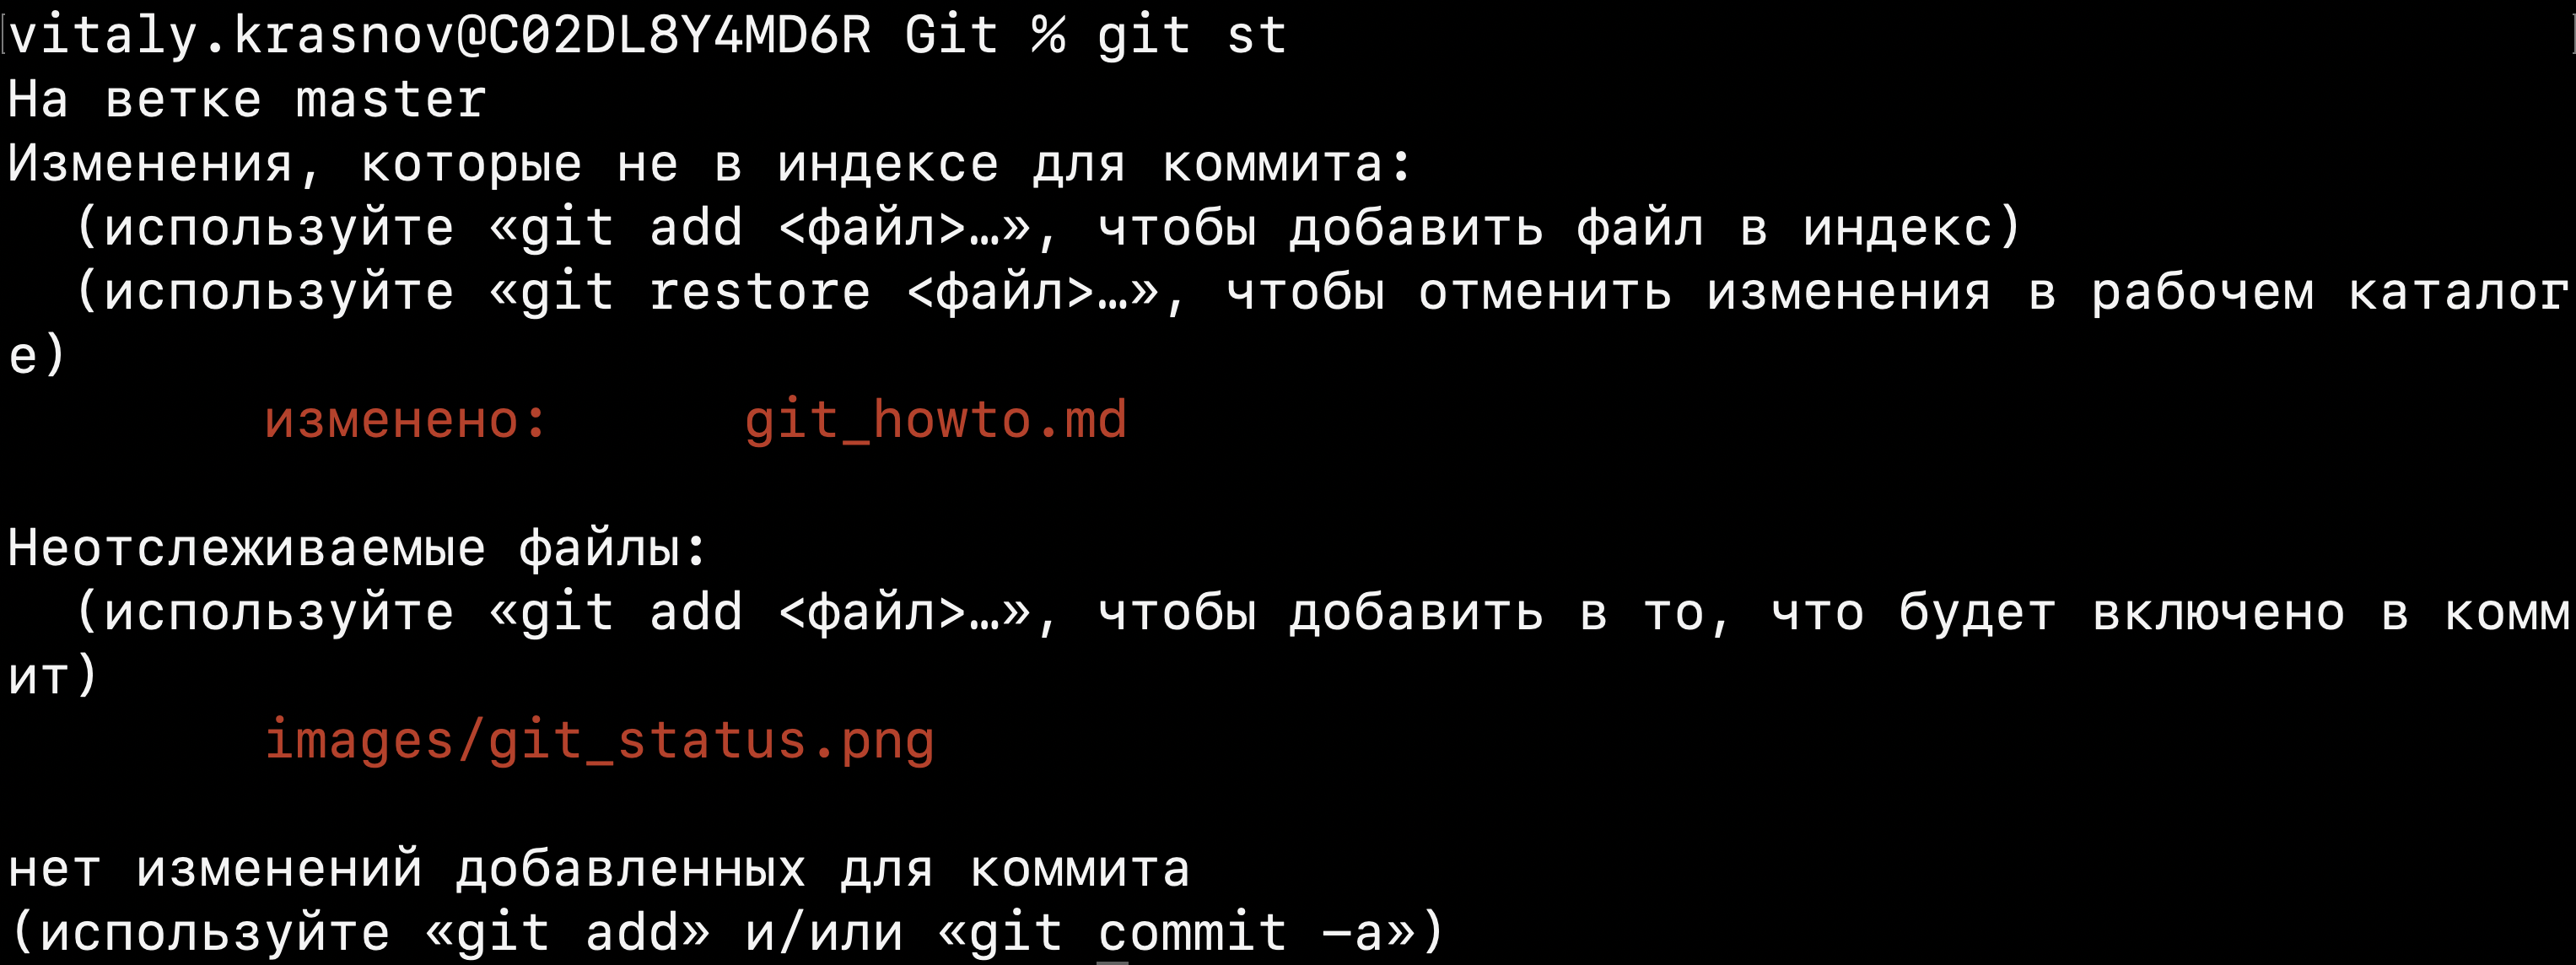 vitaly.krasnov@C02DL8Y4MD6R Git % git st
На ветке master
Изменения, которые не в индексе для коммита:
  (используйте «git add <файл>…», чтобы добавить файл в индекс)
  (используйте «git restore <файл>…», чтобы отменить изменения в рабочем каталог
е)
        изменено:      git_howto.md
Неотслеживаемые файлы:
  (используйте «git add <файл>…», чтобы добавить в то, что будет включено в комм
ит)
        images/git_status.png
нет изменений добавленных для коммита
(используйте «git add» и/или «git commit -a»)